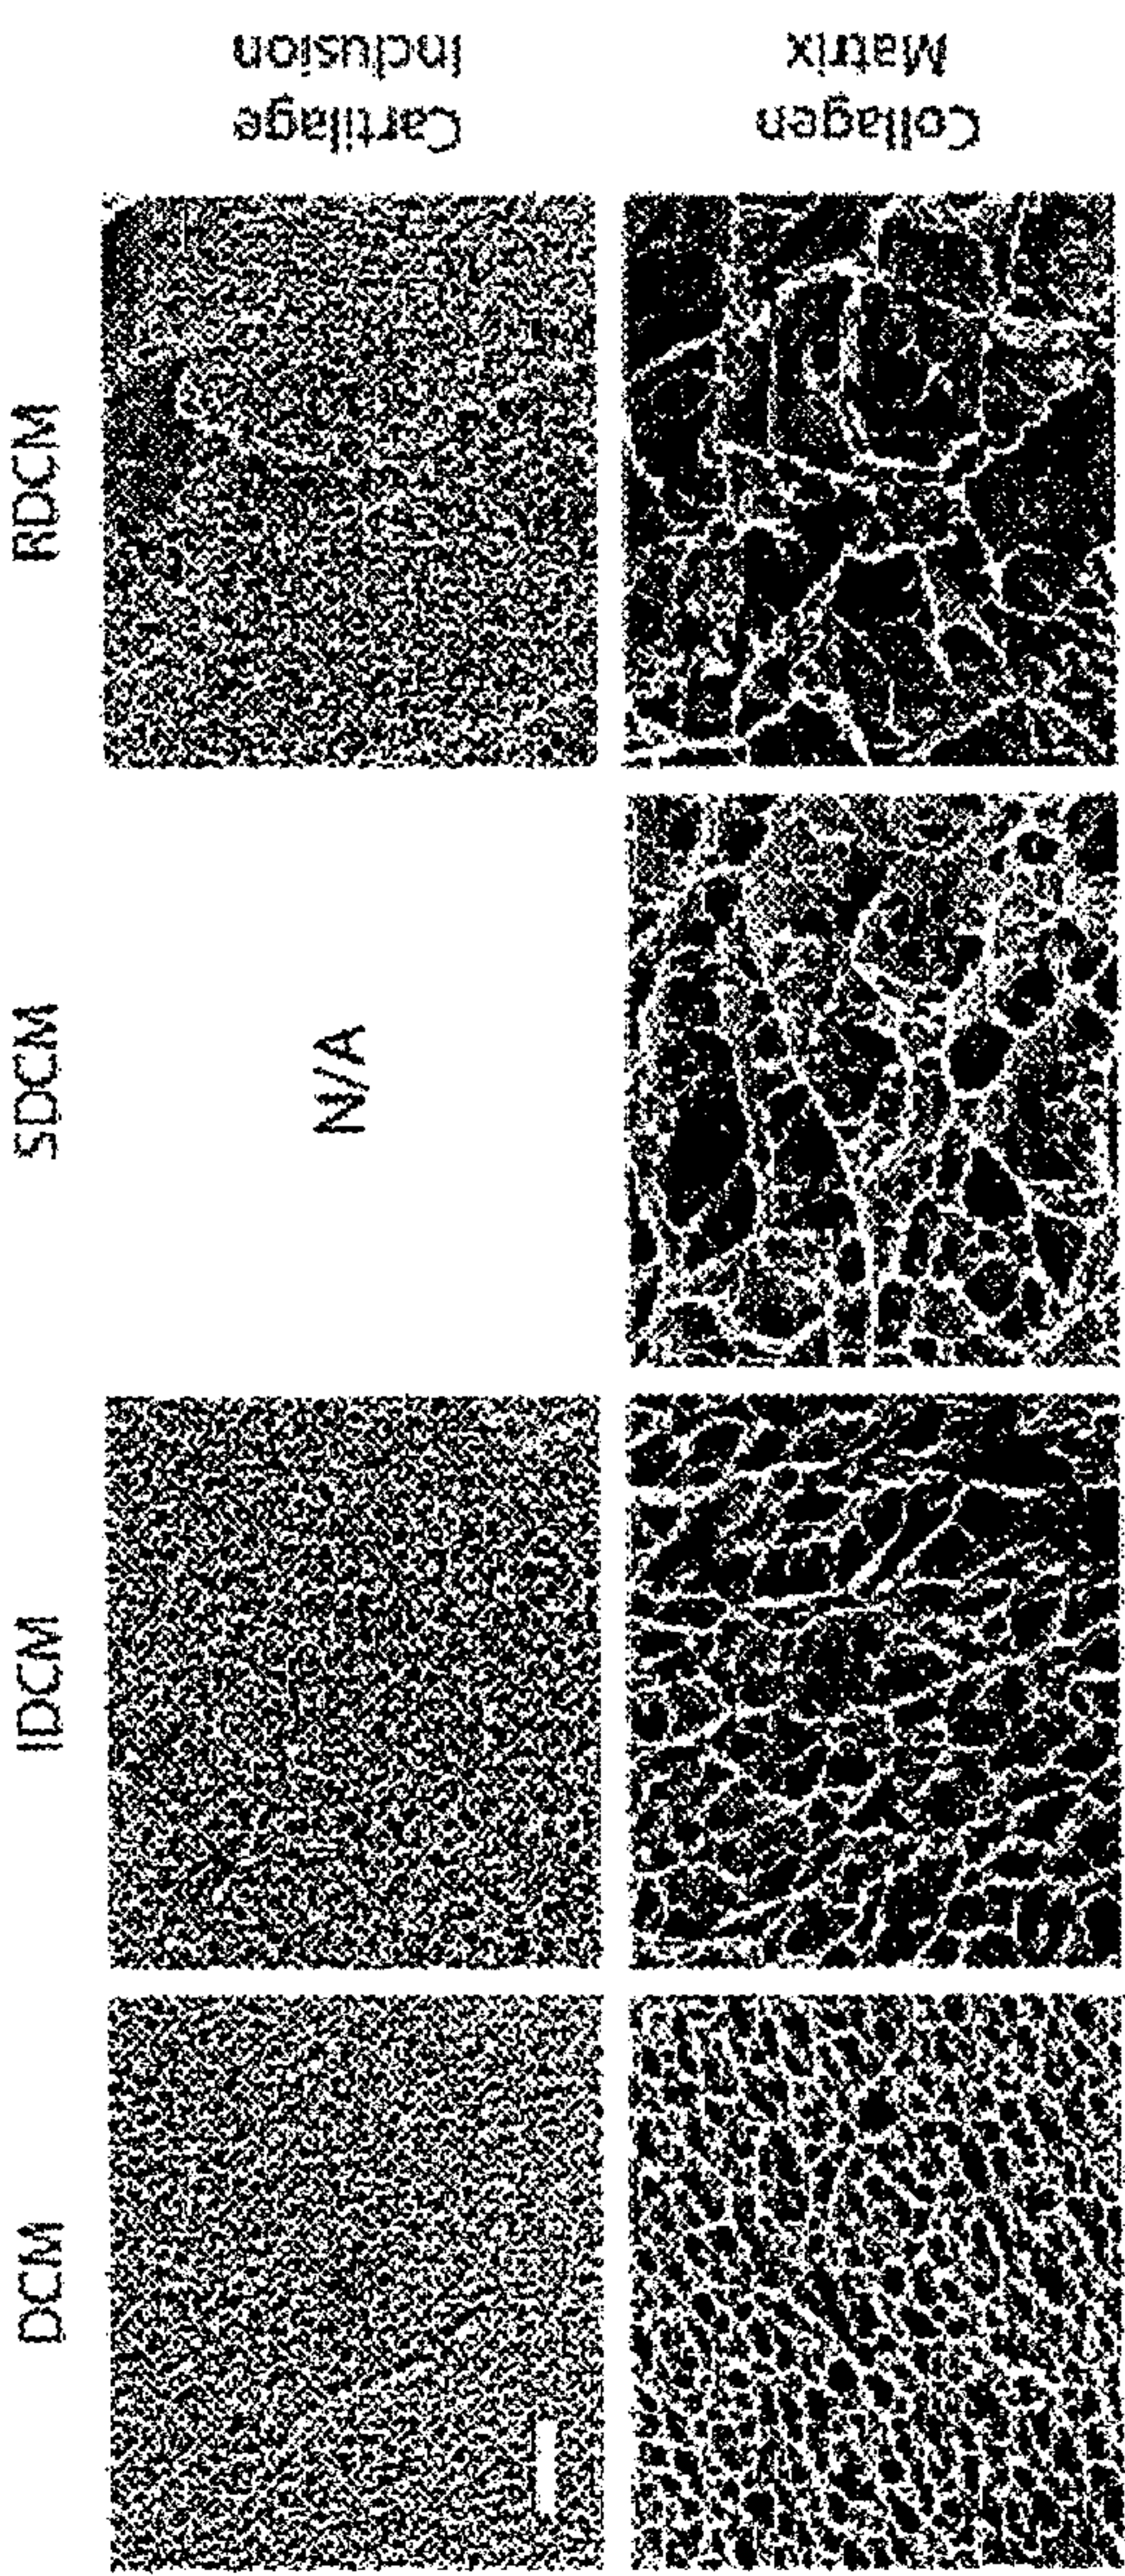 DCM
IDCM
SDCM
RDCM
N/A
Cartilage
Inclusion
Collagen
Matrix